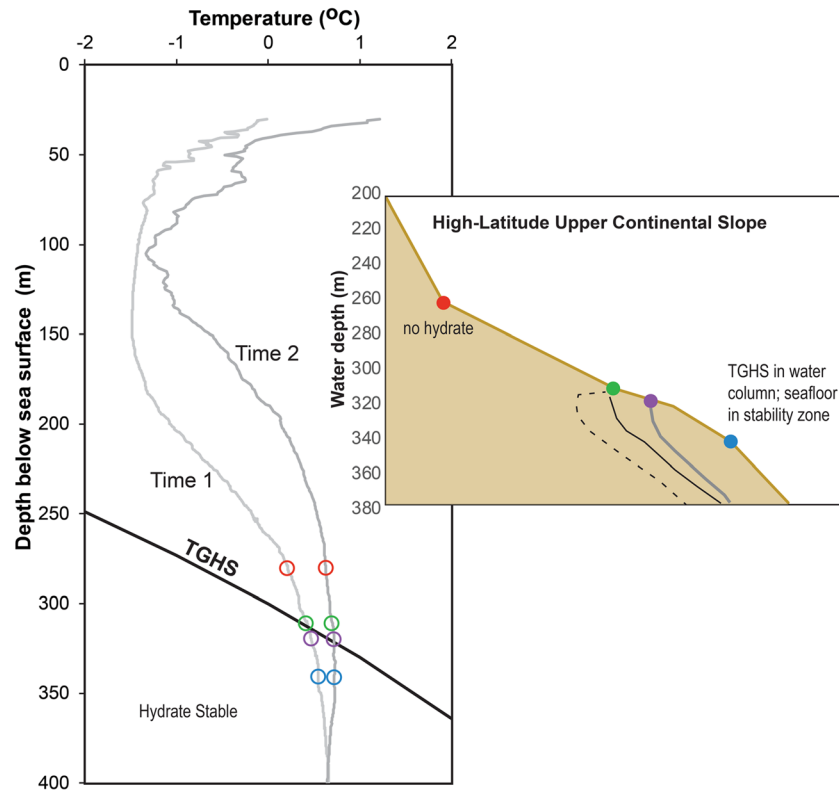 Temperature (ºC)
-2 -1 0 1 2
0
50
100
150
200
250
300
350
400
Depth below sea surface (m)
Time 2
Time 1
TGHS
Hydrate Stable
High-Latitude Upper Continental Slope
200
220
240
260
280
300
320
340
360
380
Water depth (m)
no hydrate
TGHS in water
column; seafloor
in stability zone